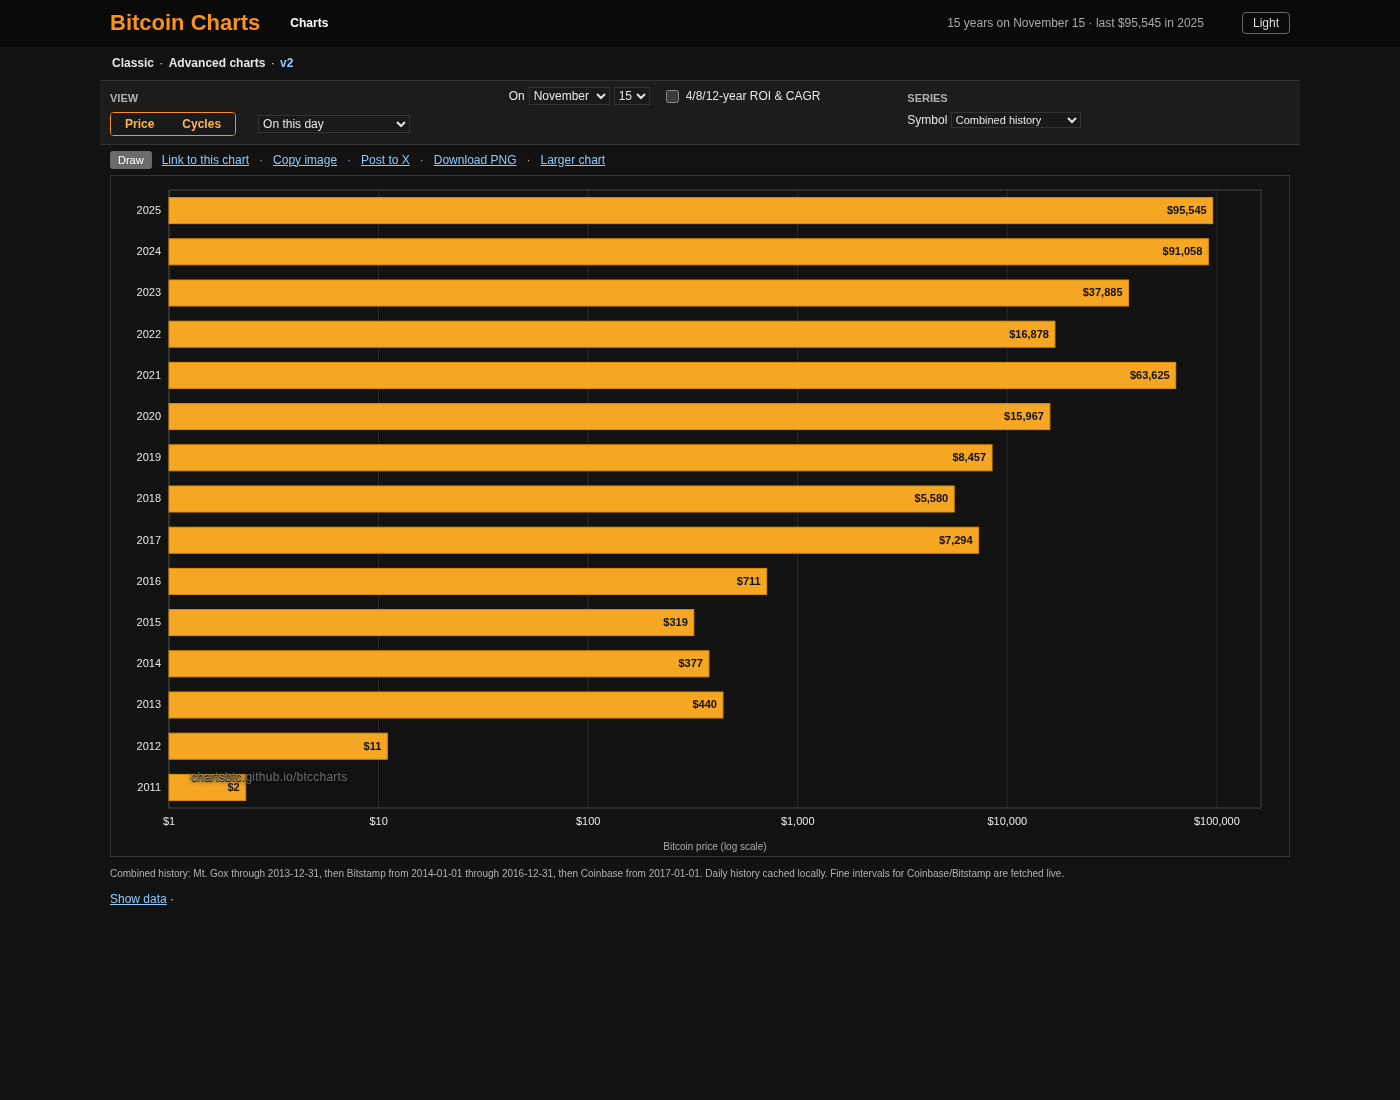 Bitcoin Charts Charts 15 years on November 15 · last $95,545 in 2025 Light
Classic · Advanced charts · v2
VIEW
Price Cycles On this day
On November 15 4/8/12-year ROI & CAGR
SERIES
Symbol Combined history
Draw Link to this chart · Copy image · Post to X · Download PNG · Larger chart
2025 $95,545
2024 $91,058
2023 $37,885
2022 $16,878
2021 $63,625
2020 $15,967
2019 $8,457
2018 $5,580
2017 $7,294
2016 $711
2015 $319
2014 $377
2013 $440
2012 $11
chartsbtc.github.io/btccharts
2011 $2
$1 $10 $100 $1,000 $10,000 $100,000
Bitcoin price (log scale)
Combined history: Mt. Gox through 2013-12-31, then Bitstamp from 2014-01-01 through 2016-12-31, then Coinbase from 2017-01-01. Daily history cached locally. Fine intervals for Coinbase/Bitstamp are fetched live.
Show data ·